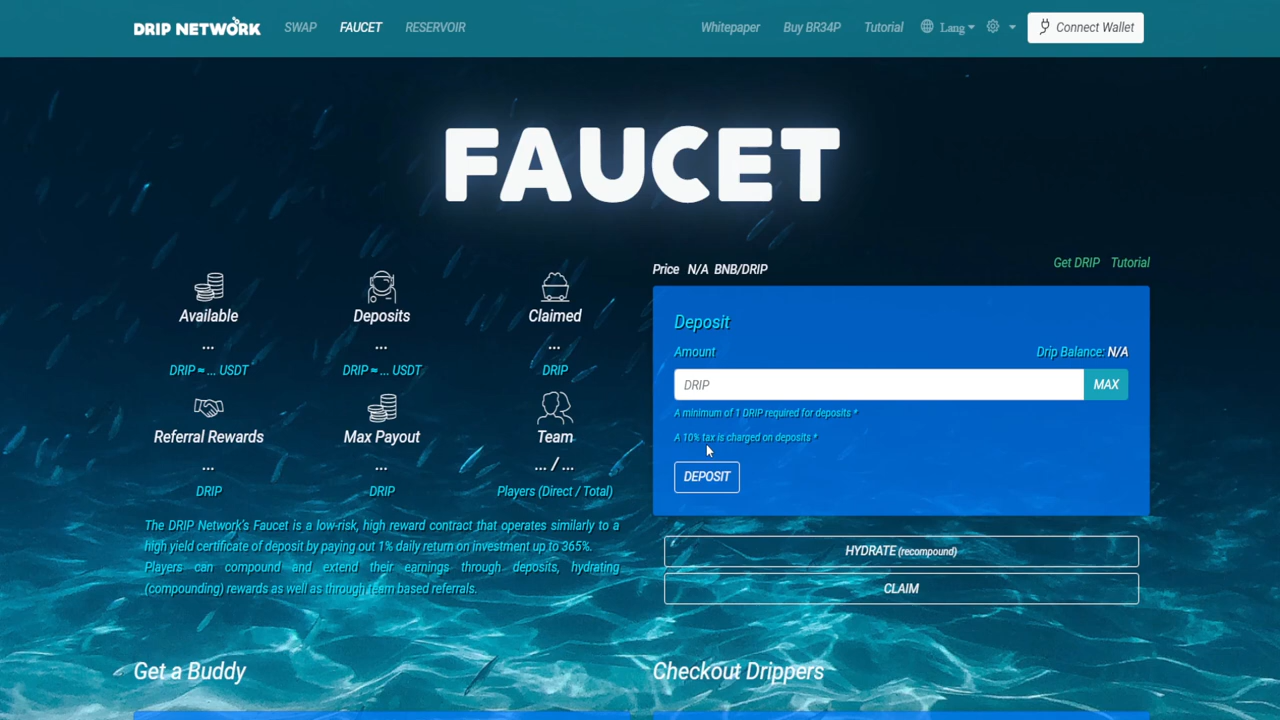 DRIP NETWORK SWAP FAUCET RESERVOIR Whitepaper Buy BR34P Tutorial Lang Connect Wallet
FAUCET
Price N/A BNB/DRIP
Get DRIP Tutorial
Available
...
DRIP ≈ ... USDT
Deposits
...
DRIP ≈ ... USDT
Claimed
...
DRIP
Referral Rewards
...
DRIP
Max Payout
...
DRIP
Team
... / ...
Players (Direct / Total)
The DRIP Network's Faucet is a low-risk, high reward contract that operates similarly to a
high yield certificate of deposit by paying out 1% daily return on investment up to 365%.
Players can compound and extend their earnings through deposits, hydrating
(compounding) rewards as well as through team based referrals.
Deposit
Amount Drip Balance: N/A
DRIP MAX
A minimum of 1 DRIP required for deposits *
A 10% tax is charged on deposits *
DEPOSIT
HYDRATE (recompound)
CLAIM
Get a Buddy
Checkout Drippers